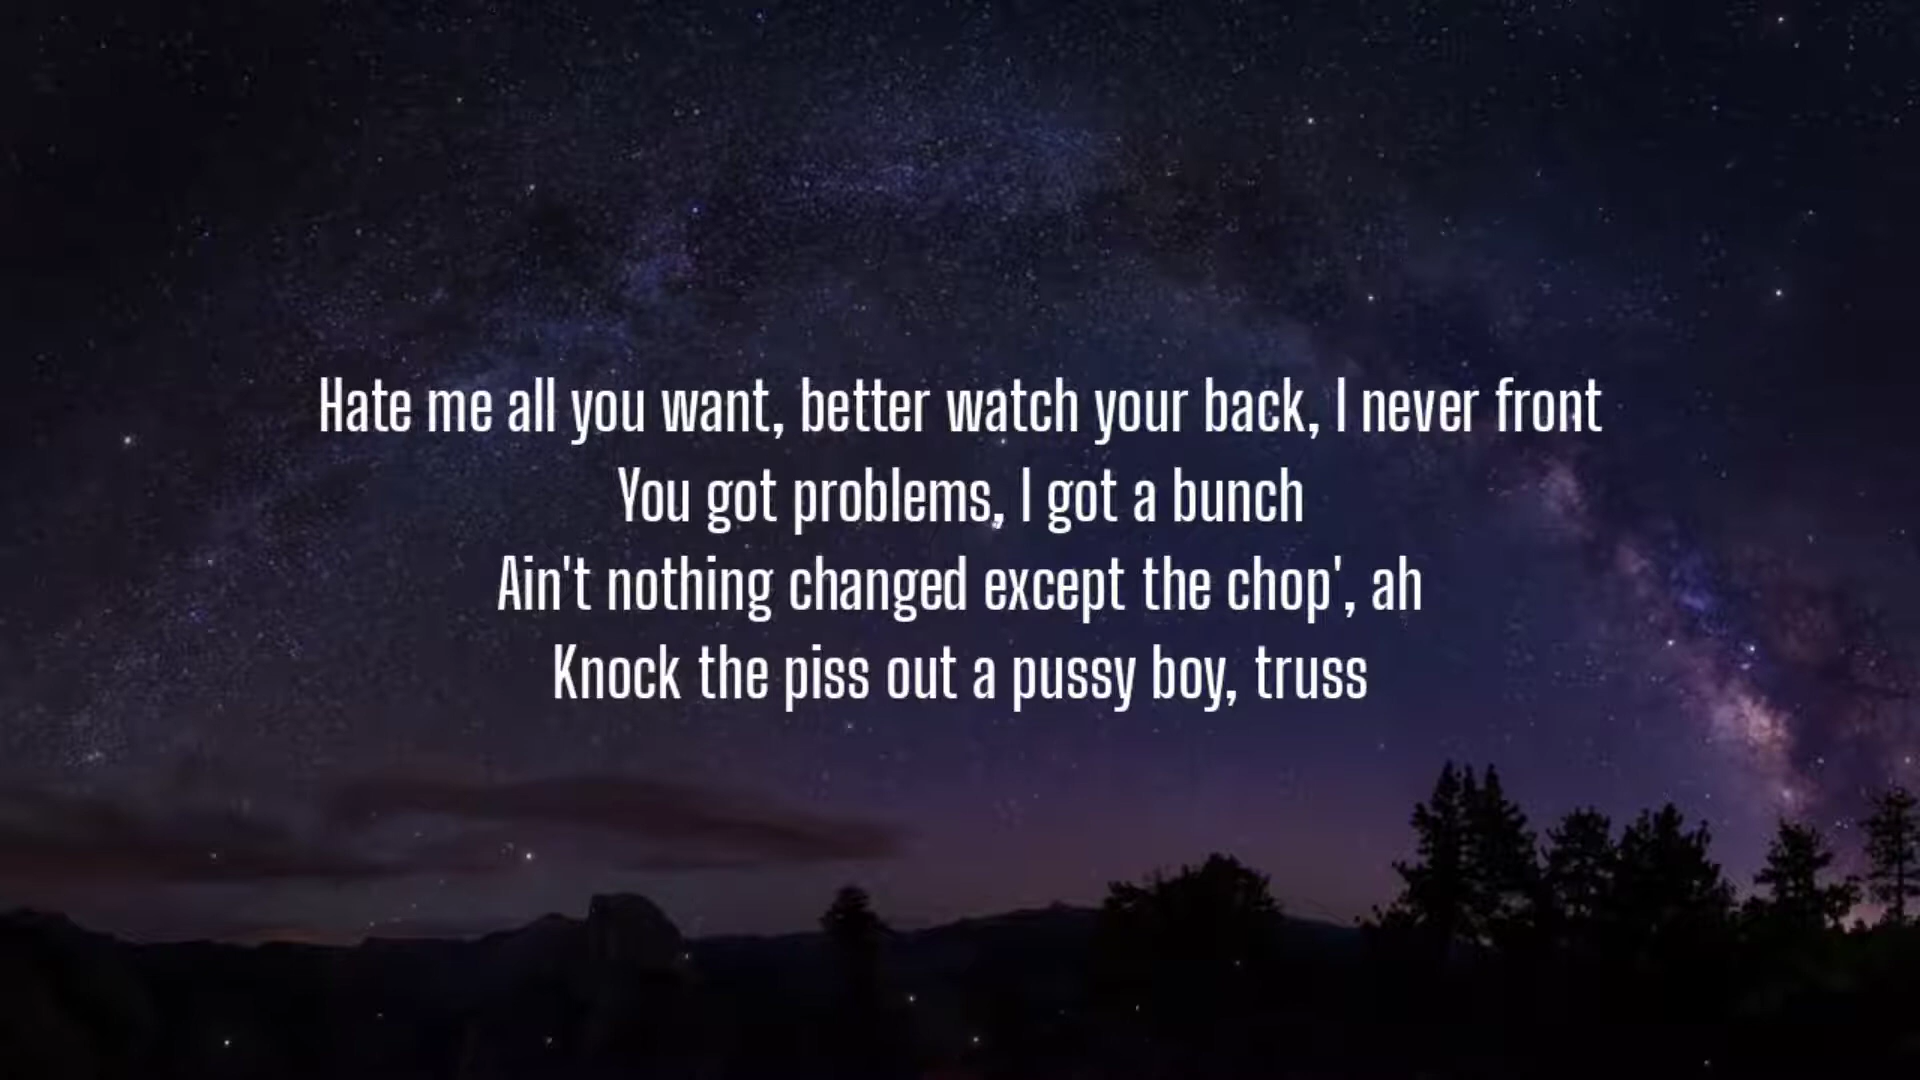 Hate me all you want, better watch your back, I never front
You got problems, I got a bunch
Ain't nothing changed except the chop', ah
Knock the piss out a pussy boy, truss